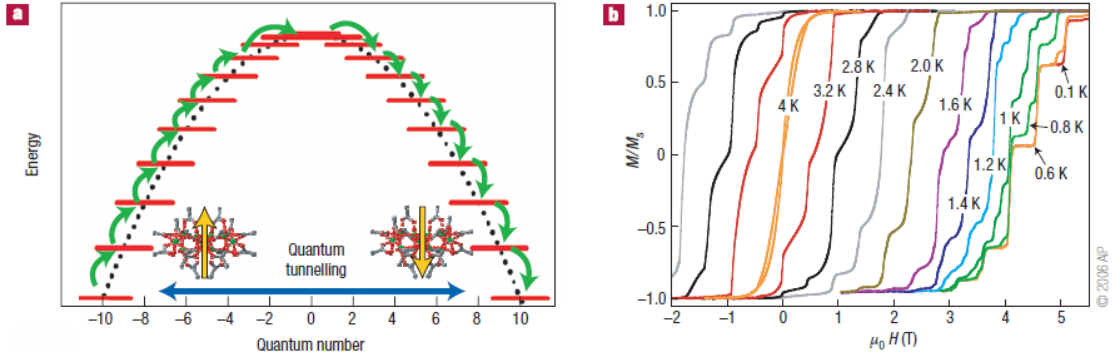 a
Energy
Quantum
tunnelling
−10 −8 −6 −4 −2 0 2 4 6 8 10
Quantum number
b
1.0
0.5
0
−0.5
−1.0
M/Ms
4 K
3.2 K
2.8 K
2.4 K
2.0 K
1.6 K
1.4 K
1.2 K
1 K
0.1 K
0.8 K
0.6 K
−2 −1 0 1 2 3 4 5
μ0 H (T)
© 2006 AP